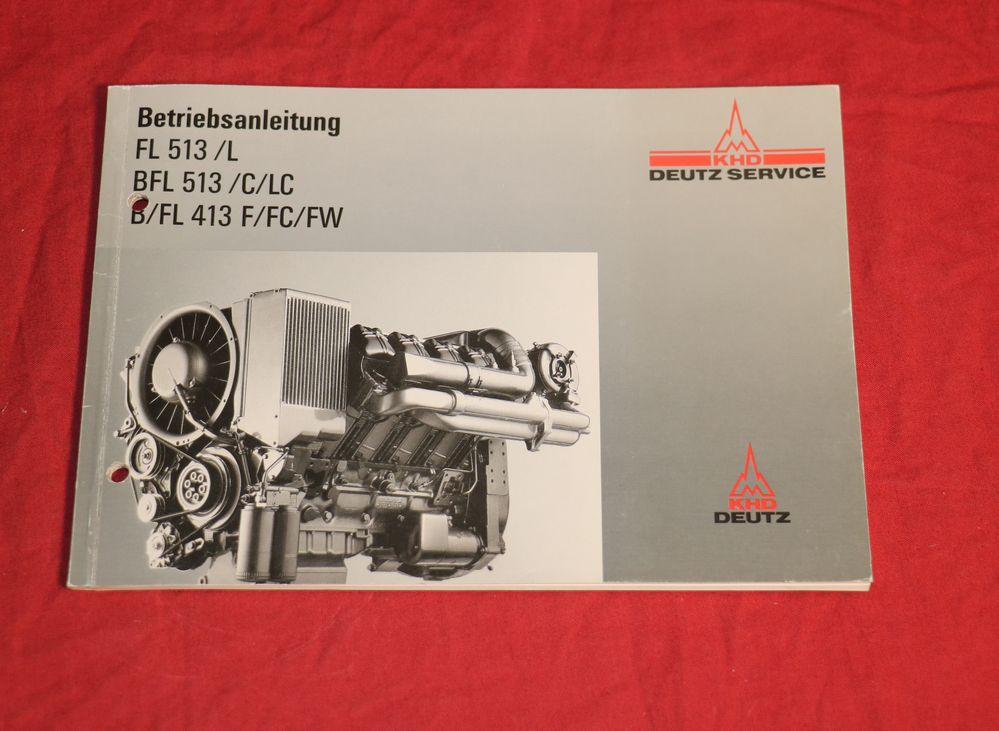 Betriebsanleitung
FL 513 /L
BFL 513 /C/LC
B/FL 413 F/FC/FW
KHD
DEUTZ SERVICE
KHD
DEUTZ